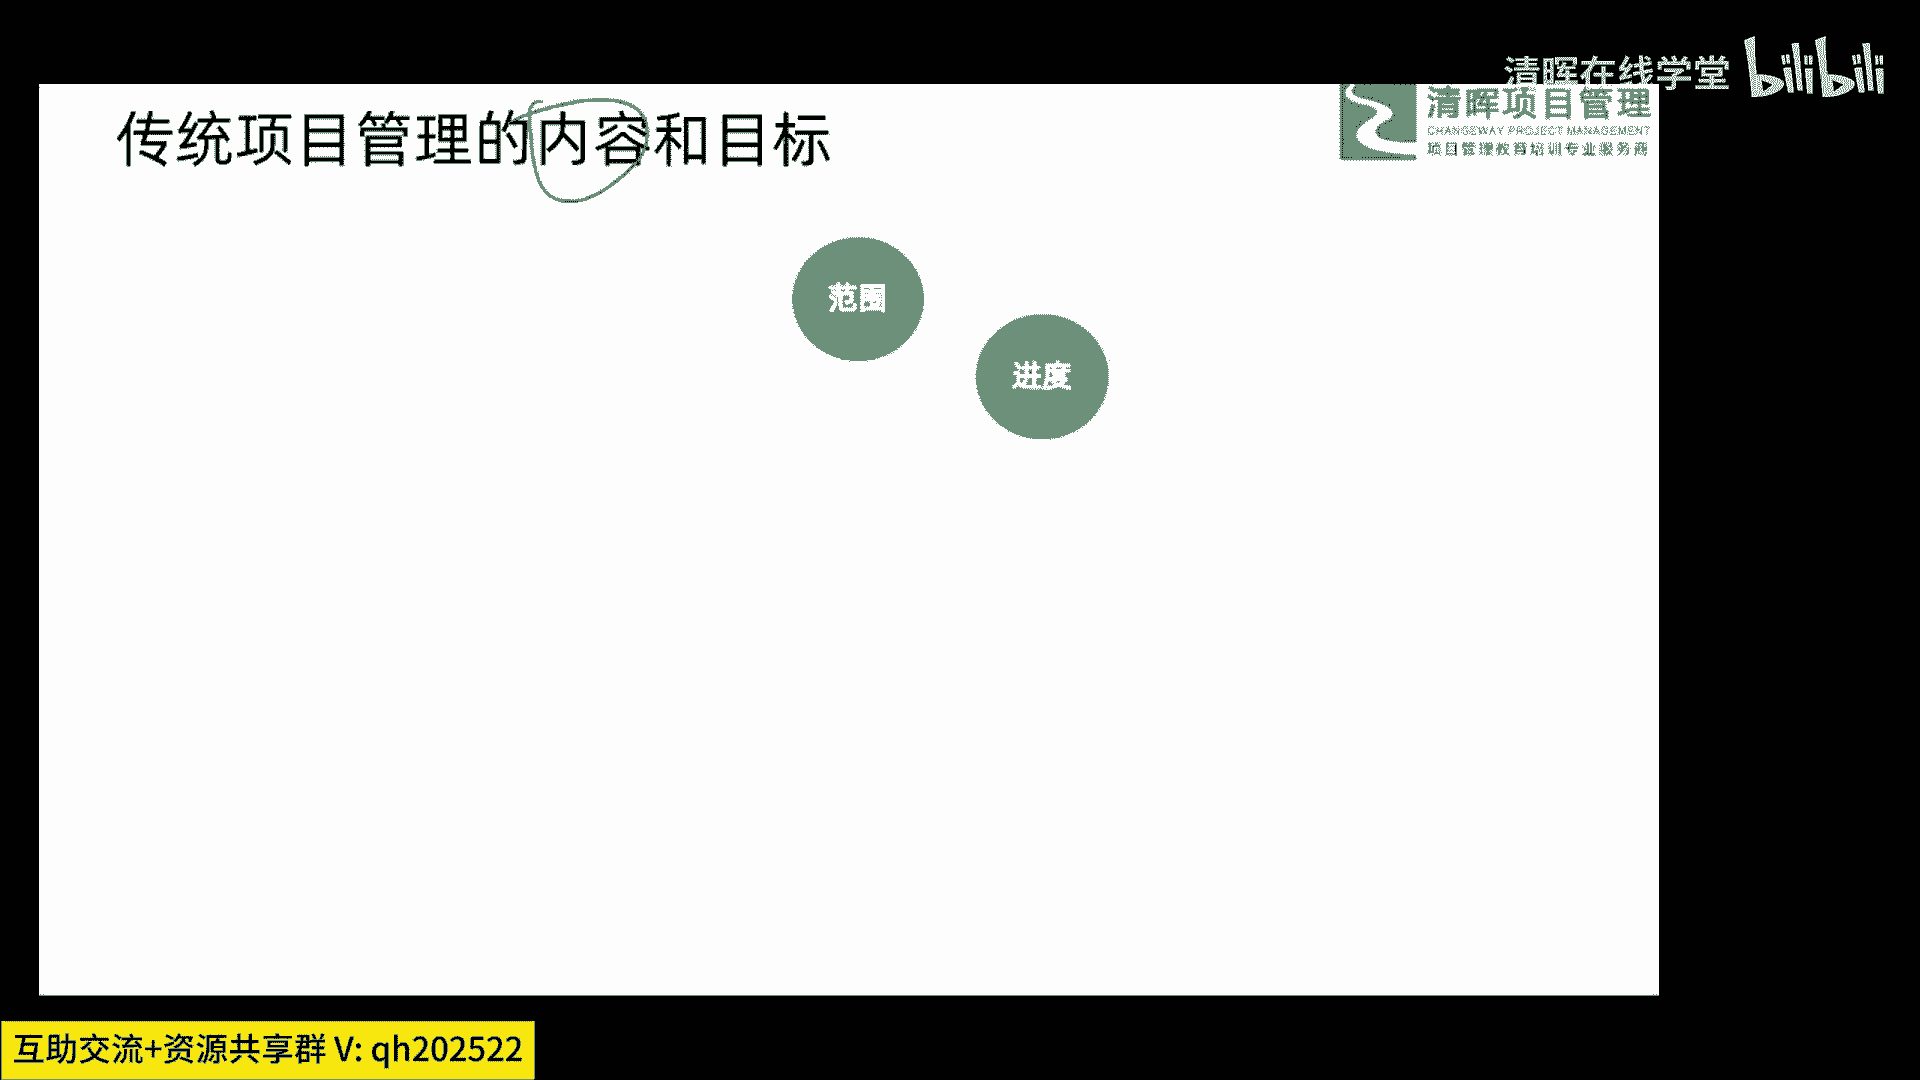 清晖在线学堂 bilibili
传统项目管理的内容和目标
清晖项目管理
CHANGEWAY PROJECT MANAGEMENT
项目管理教育培训专业服务商
范围
进度
互助交流+资源共享群 V: qh202522